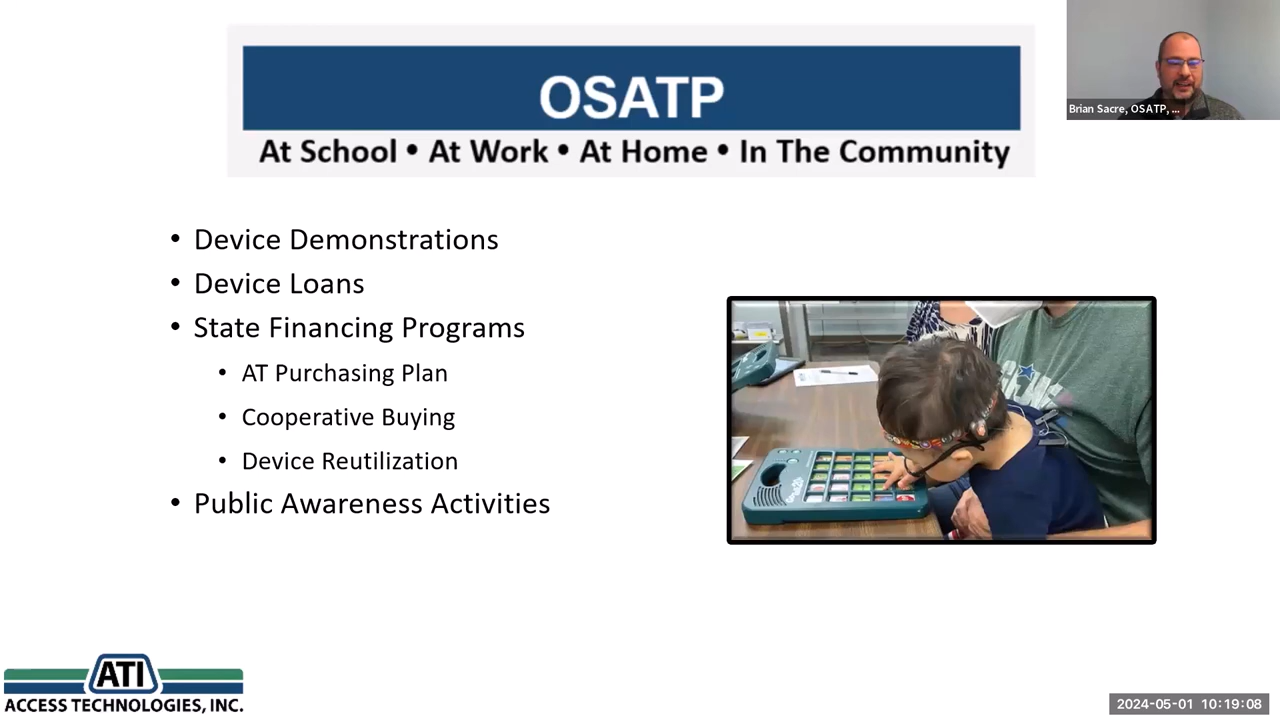 OSATP
At School • At Work • At Home • In The Community
Brian Sacre, OSATP, ...
• Device Demonstrations
• Device Loans
• State Financing Programs
• AT Purchasing Plan
• Cooperative Buying
• Device Reutilization
• Public Awareness Activities
ATI
ACCESS TECHNOLOGIES, INC.
2024-05-01 10:19:08